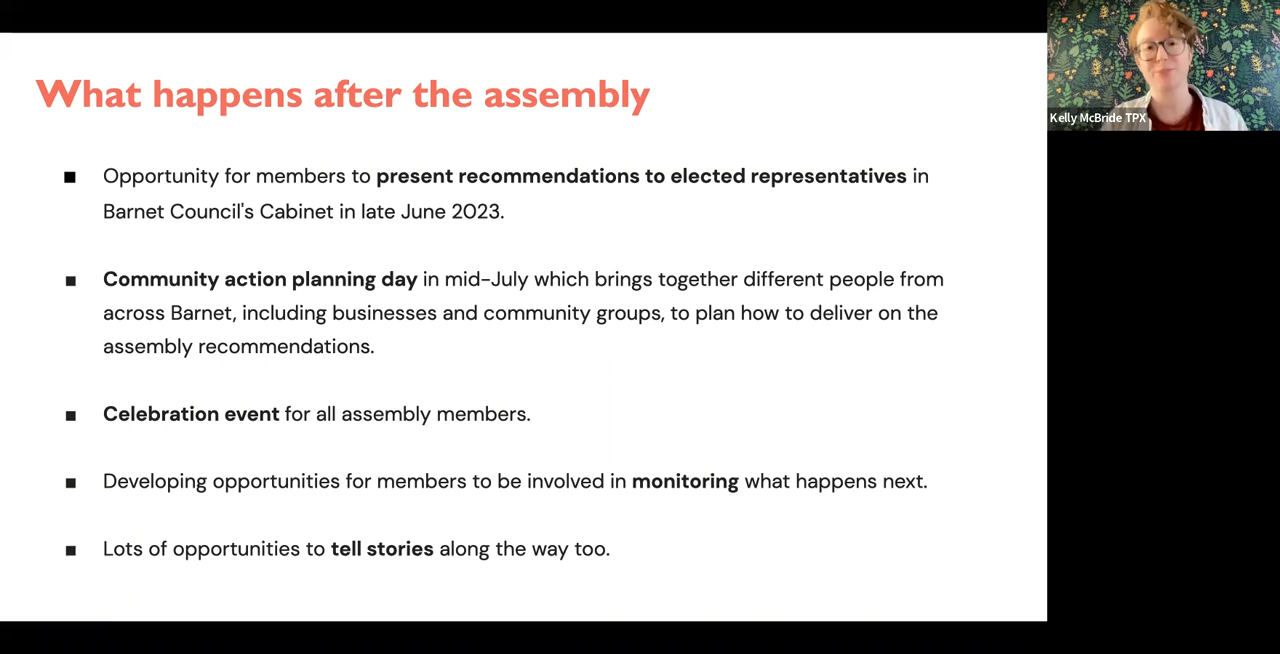 What happens after the assembly
Kelly McBride TPX
■ Opportunity for members to present recommendations to elected representatives in
Barnet Council's Cabinet in late June 2023.
■ Community action planning day in mid-July which brings together different people from
across Barnet, including businesses and community groups, to plan how to deliver on the
assembly recommendations.
■ Celebration event for all assembly members.
■ Developing opportunities for members to be involved in monitoring what happens next.
■ Lots of opportunities to tell stories along the way too.